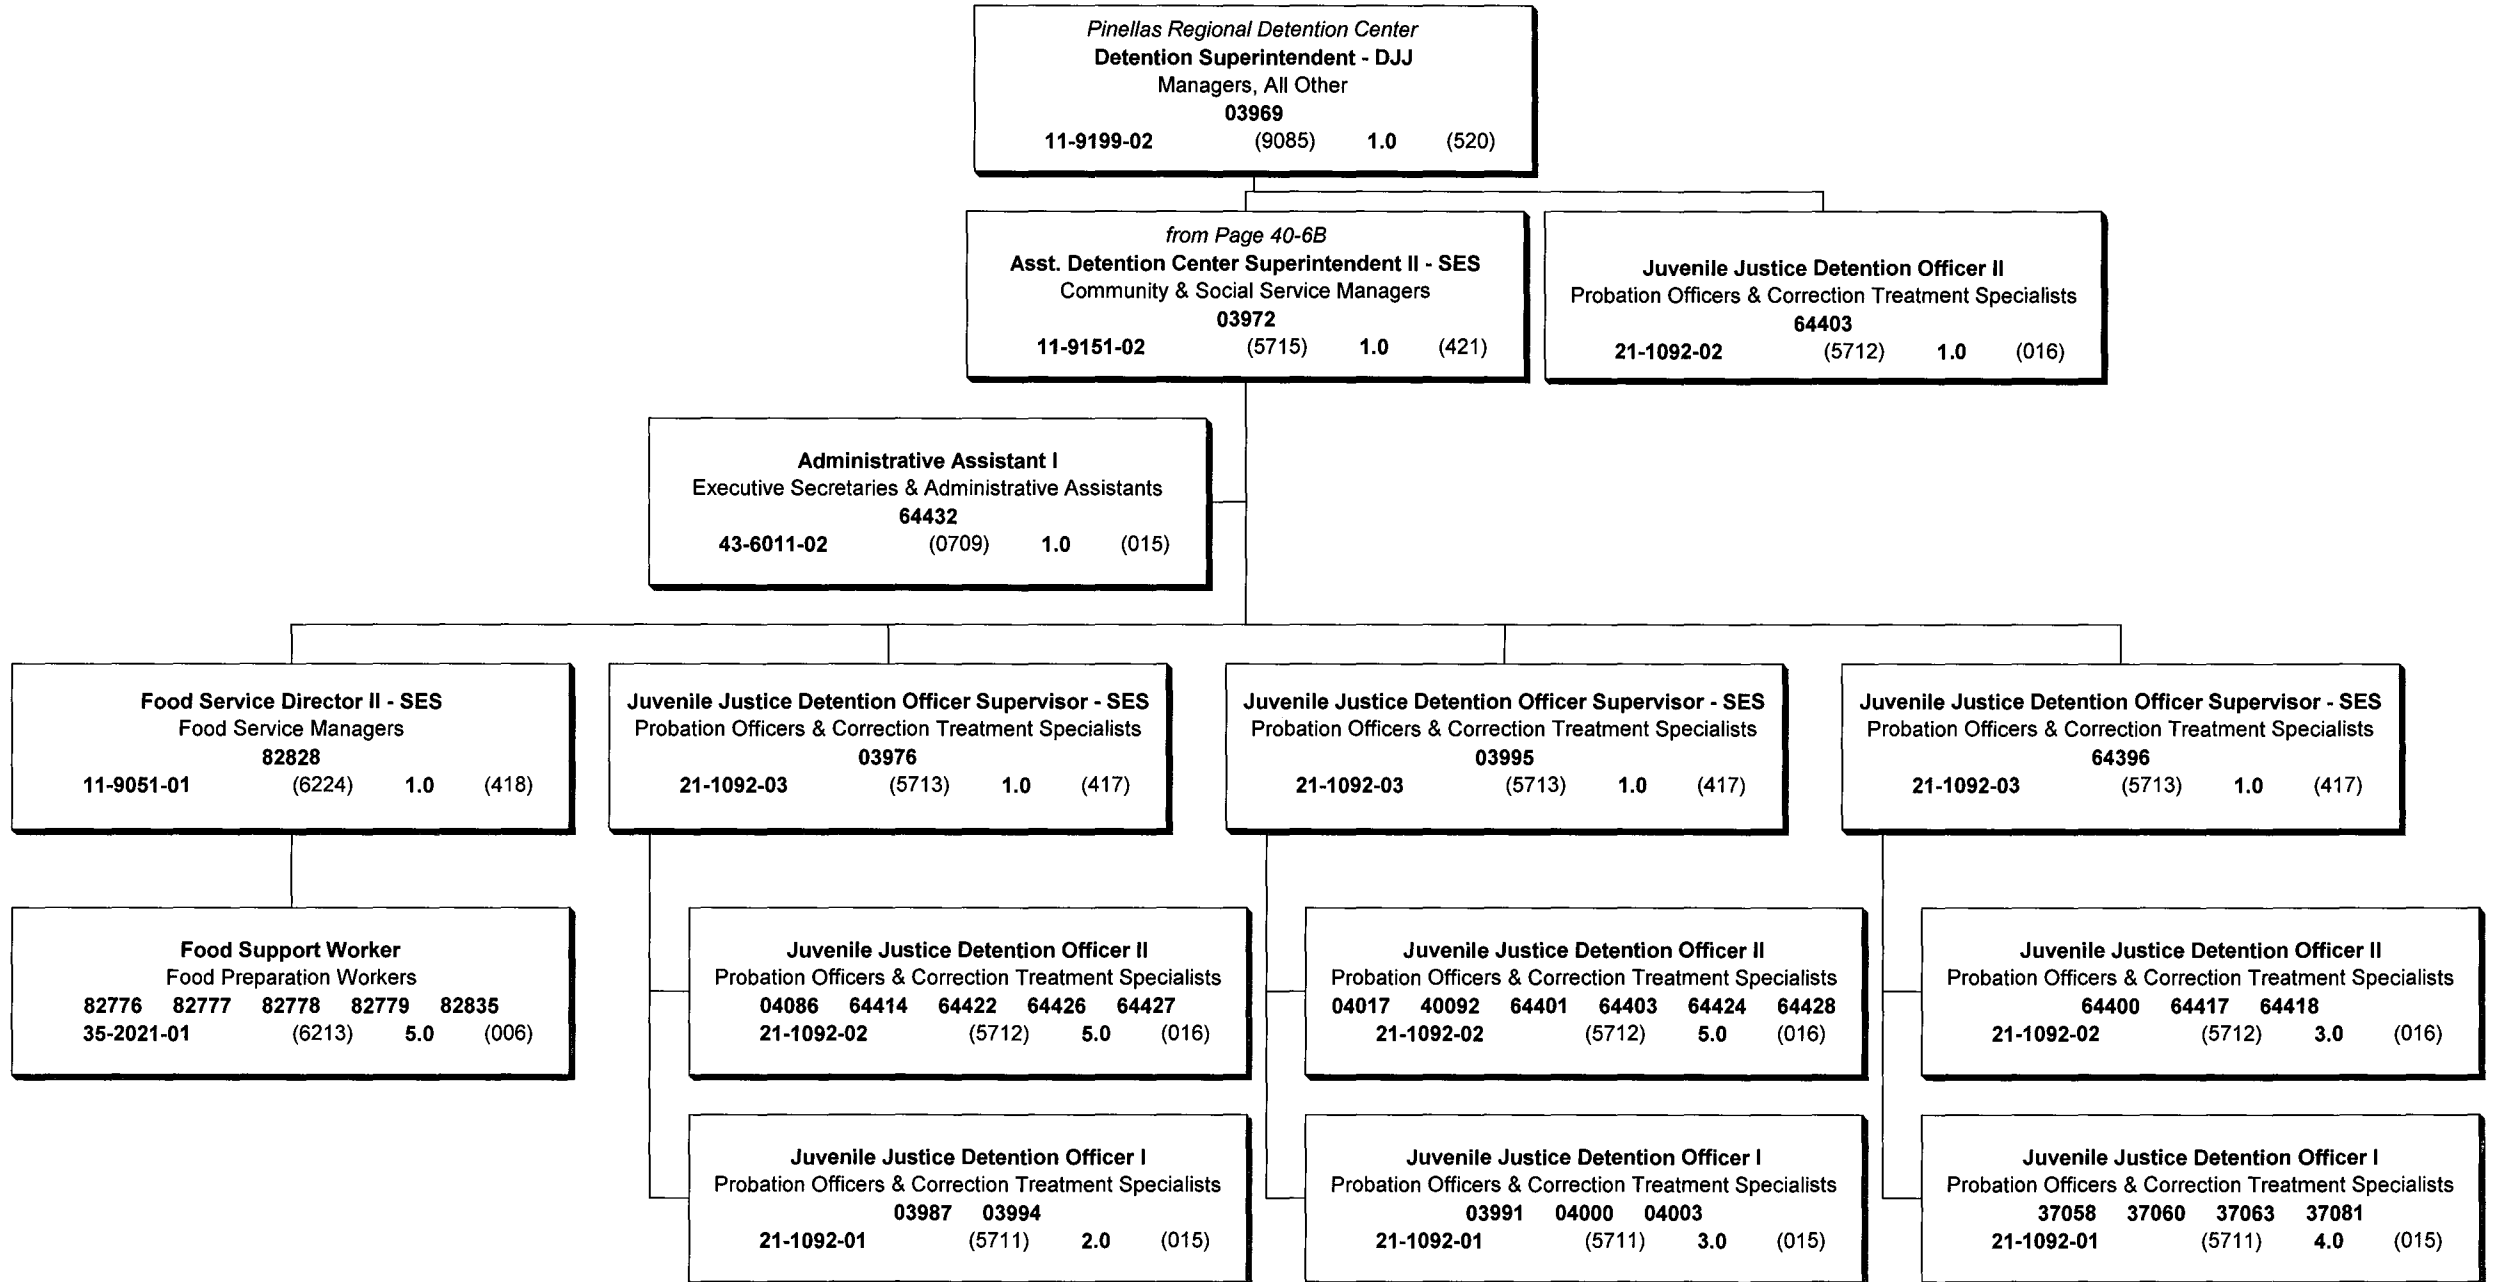 Pinellas Regional Detention Center
Detention Superintendent - DJJ
Managers, All Other
03969
11-9199-02 (9085) 1.0 (520)
from Page 40-6B
Asst. Detention Center Superintendent II - SES
Community & Social Service Managers
03972
11-9151-02 (5715) 1.0 (421)
Juvenile Justice Detention Officer II
Probation Officers & Correction Treatment Specialists
64403
21-1092-02 (5712) 1.0 (016)
Administrative Assistant I
Executive Secretaries & Administrative Assistants
64432
43-6011-02 (0709) 1.0 (015)
Food Service Director II - SES
Food Service Managers
82828
11-9051-01 (6224) 1.0 (418)
Juvenile Justice Detention Officer Supervisor - SES
Probation Officers & Correction Treatment Specialists
03976
21-1092-03 (5713) 1.0 (417)
Juvenile Justice Detention Officer Supervisor - SES
Probation Officers & Correction Treatment Specialists
03995
21-1092-03 (5713) 1.0 (417)
Juvenile Justice Detention Officer Supervisor - SES
Probation Officers & Correction Treatment Specialists
64396
21-1092-03 (5713) 1.0 (417)
Food Support Worker
Food Preparation Workers
82776 82777 82778 82779 82835
35-2021-01 (6213) 5.0 (006)
Juvenile Justice Detention Officer II
Probation Officers & Correction Treatment Specialists
04086 64414 64422 64426 64427
21-1092-02 (5712) 5.0 (016)
Juvenile Justice Detention Officer II
Probation Officers & Correction Treatment Specialists
04017 40092 64401 64403 64424 64428
21-1092-02 (5712) 5.0 (016)
Juvenile Justice Detention Officer II
Probation Officers & Correction Treatment Specialists
64400 64417 64418
21-1092-02 (5712) 3.0 (016)
Juvenile Justice Detention Officer I
Probation Officers & Correction Treatment Specialists
03987 03994
21-1092-01 (5711) 2.0 (015)
Juvenile Justice Detention Officer I
Probation Officers & Correction Treatment Specialists
03991 04000 04003
21-1092-01 (5711) 3.0 (015)
Juvenile Justice Detention Officer I
Probation Officers & Correction Treatment Specialists
37058 37060 37063 37081
21-1092-01 (5711) 4.0 (015)